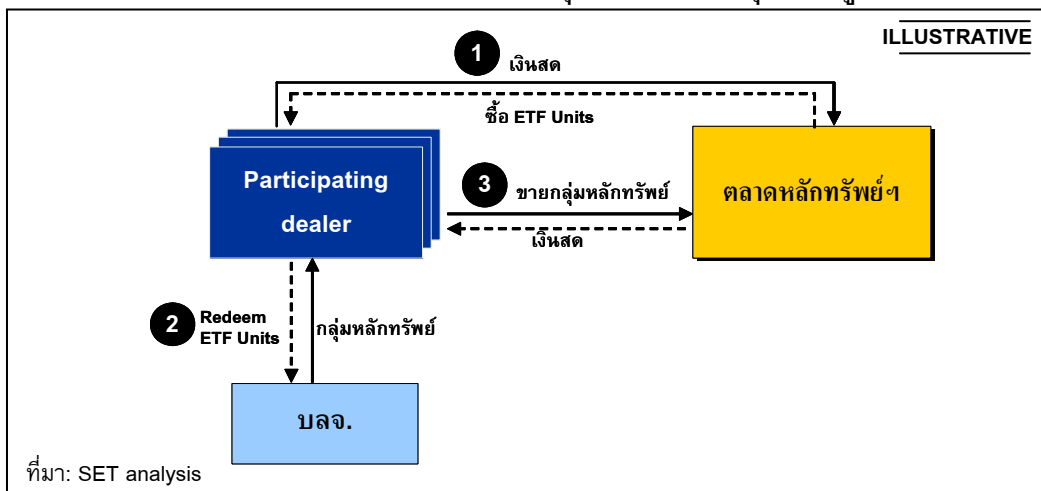 ILLUSTRATIVE
1
เงินสด
ซื้อ ETF Units
Participating
dealer
3
ขายกลุ่มหลักทรัพย์
เงินสด
ตลาดหลักทรัพย์ฯ
2
Redeem
ETF Units
กลุ่มหลักทรัพย์
บลจ.
ที่มา: SET analysis